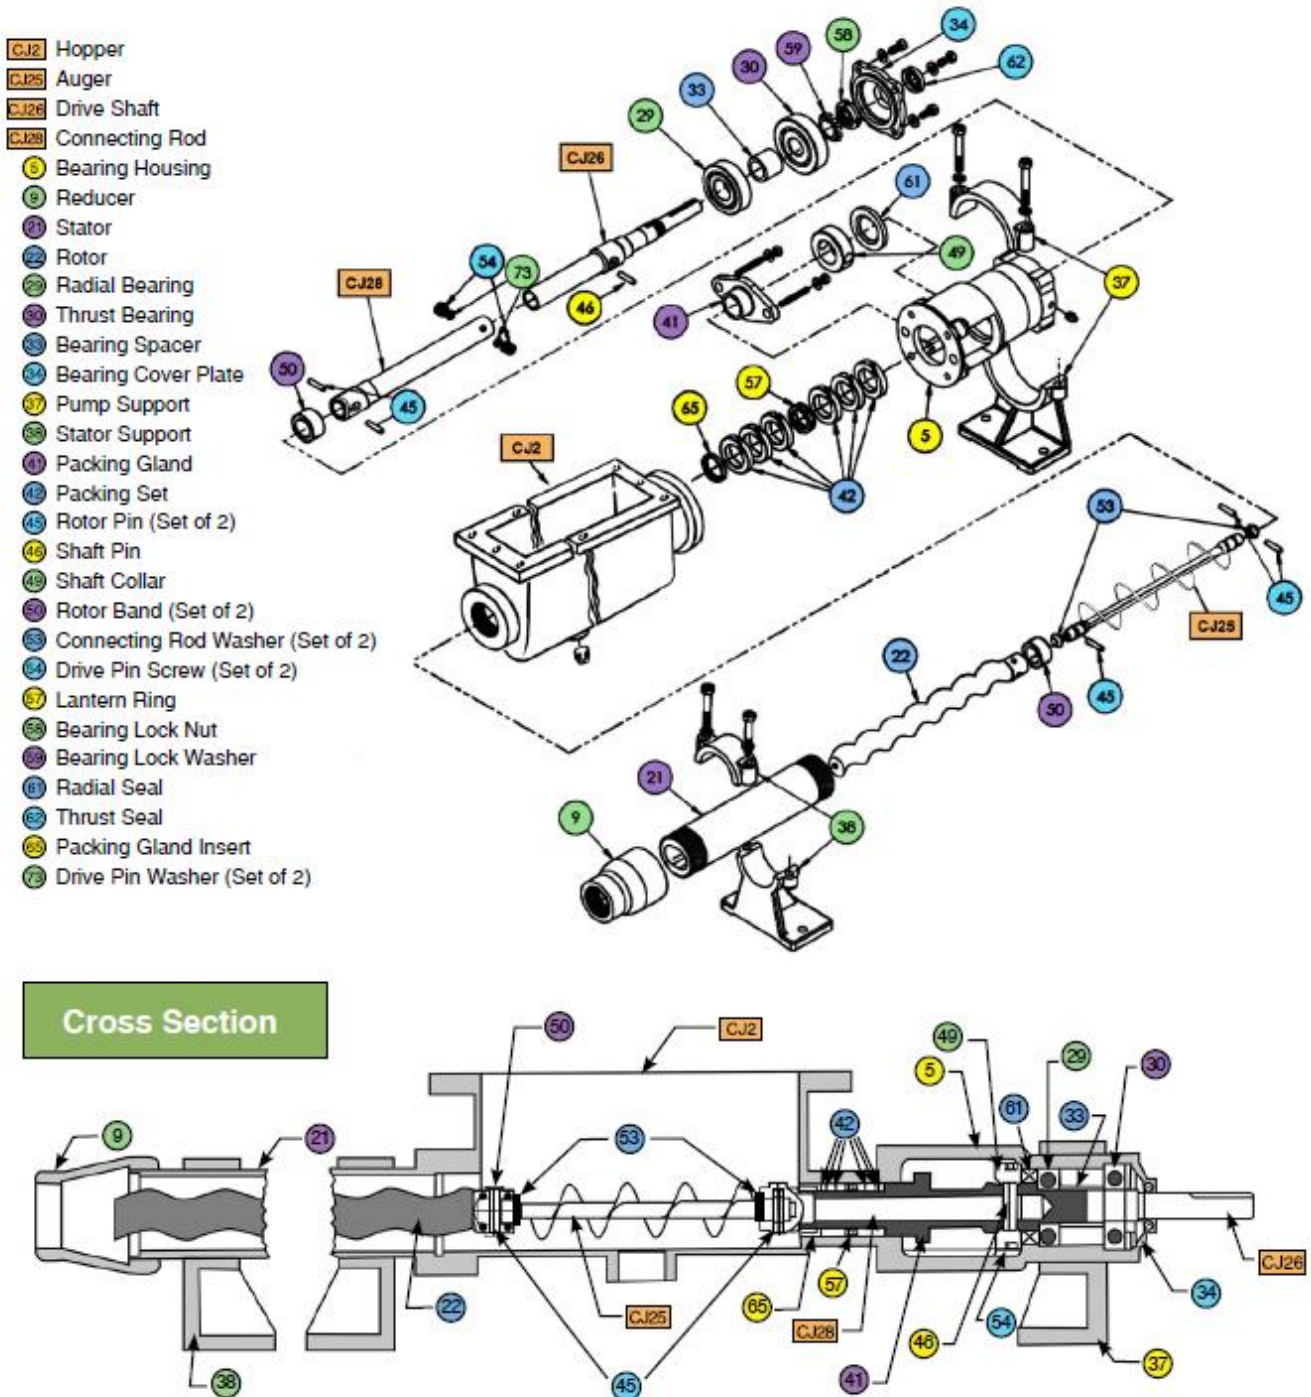 CJ2 Hopper
CJ25 Auger
CJ26 Drive Shaft
CJ28 Connecting Rod
5 Bearing Housing
9 Reducer
21 Stator
22 Rotor
29 Radial Bearing
30 Thrust Bearing
33 Bearing Spacer
34 Bearing Cover Plate
37 Pump Support
38 Stator Support
41 Packing Gland
42 Packing Set
45 Rotor Pin (Set of 2)
46 Shaft Pin
49 Shaft Collar
50 Rotor Band (Set of 2)
53 Connecting Rod Washer (Set of 2)
54 Drive Pin Screw (Set of 2)
57 Lantern Ring
58 Bearing Lock Nut
59 Bearing Lock Washer
61 Radial Seal
62 Thrust Seal
65 Packing Gland Insert
73 Drive Pin Washer (Set of 2)
34
58
59
62
30
33
29
CJ26
61
54
73
49
CJ28
46
41
37
50
45
57
65
5
CJ2
42
53
45
CJ25
22
50
45
21
9
38
Cross Section
50
CJ2
49
29
5
30
61
33
9
21
42
53
CJ26
22
CJ25
65
57
CJ28
34
46
54
37
38
45
41